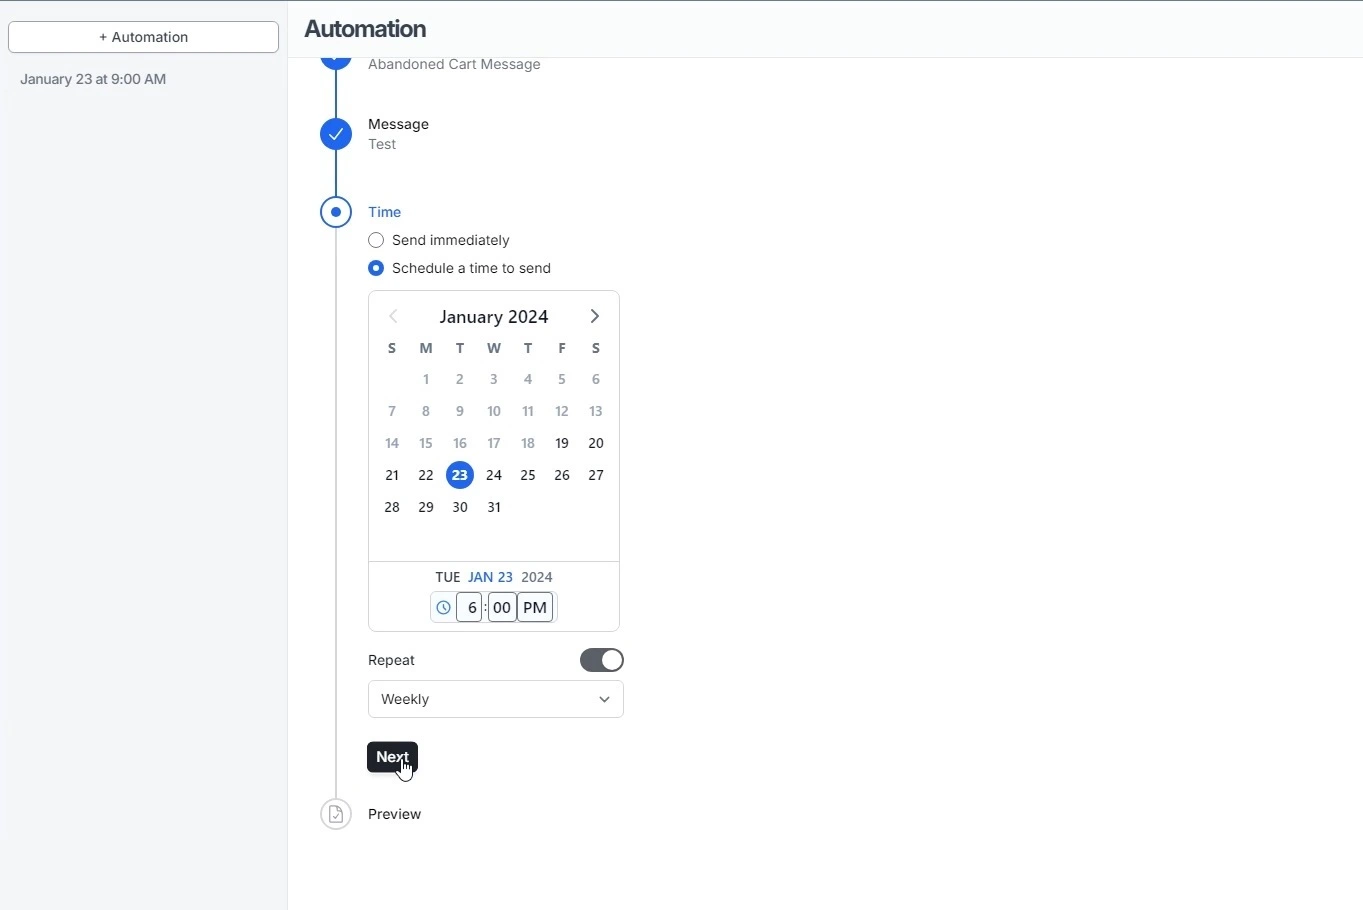 + Automation
January 23 at 9:00 AM
Automation
Abandoned Cart Message
Message
Test
Time
Send immediately
Schedule a time to send
January 2024
S M T W T F S
1 2 3 4 5 6
7 8 9 10 11 12 13
14 15 16 17 18 19 20
21 22 23 24 25 26 27
28 29 30 31
TUE JAN 23 2024
6 : 00 PM
Repeat
Weekly
Next
Preview